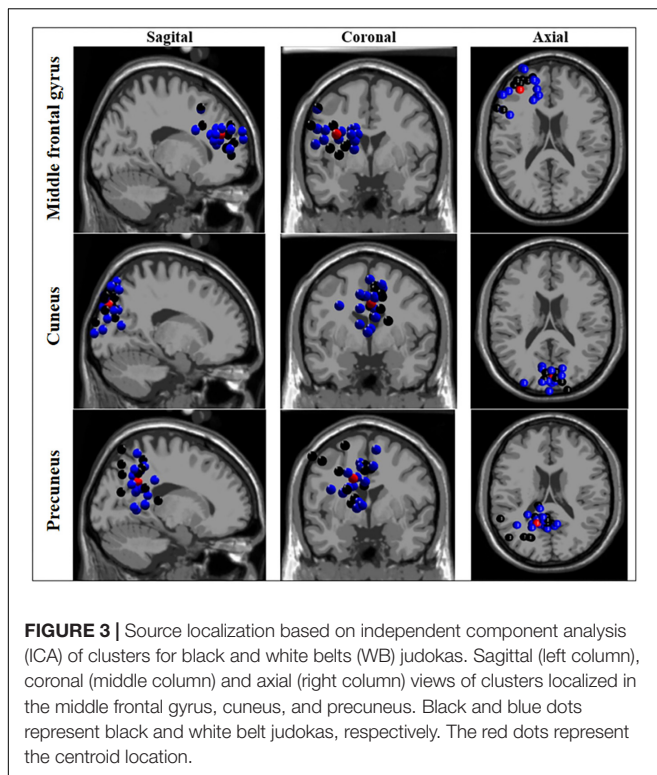 Sagital Coronal Axial
Middle frontal gyrus
Cuneus
Precuneus
FIGURE 3 | Source localization based on independent component analysis
(ICA) of clusters for black and white belts (WB) judokas. Sagittal (left column),
coronal (middle column) and axial (right column) views of clusters localized in
the middle frontal gyrus, cuneus, and precuneus. Black and blue dots
represent black and white belt judokas, respectively. The red dots represent
the centroid location.